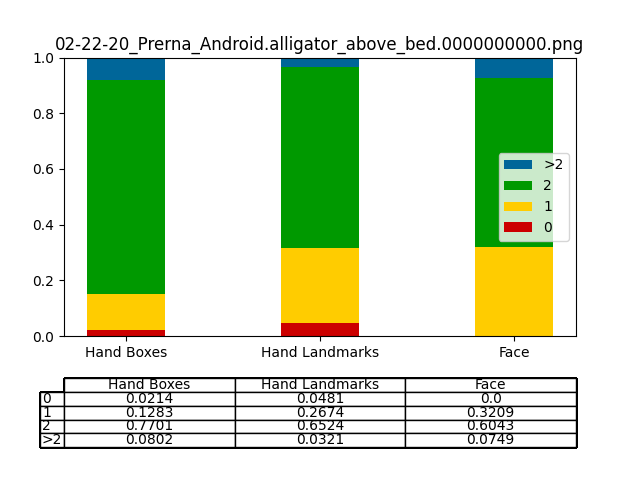 02-22-20_Prerna_Android.alligator_above_bed.0000000000.png
1.0
0.8
0.6
0.4
0.2
0.0
>2
2
1
0
Hand Boxes Hand Landmarks Face
Hand Boxes Hand Landmarks Face
0 0.0214 0.0481 0.0
1 0.1283 0.2674 0.3209
2 0.7701 0.6524 0.6043
>2 0.0802 0.0321 0.0749